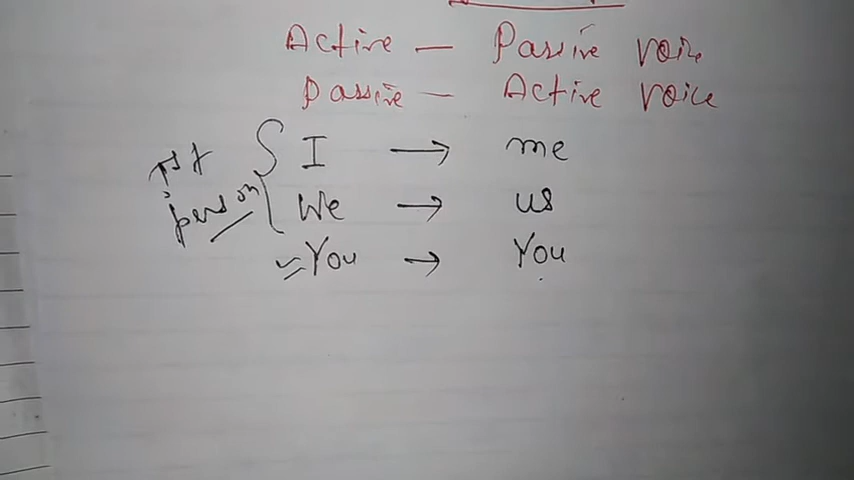 Active — Passive voice
Passive — Active voice
1st person { I → me
We → us
You → You